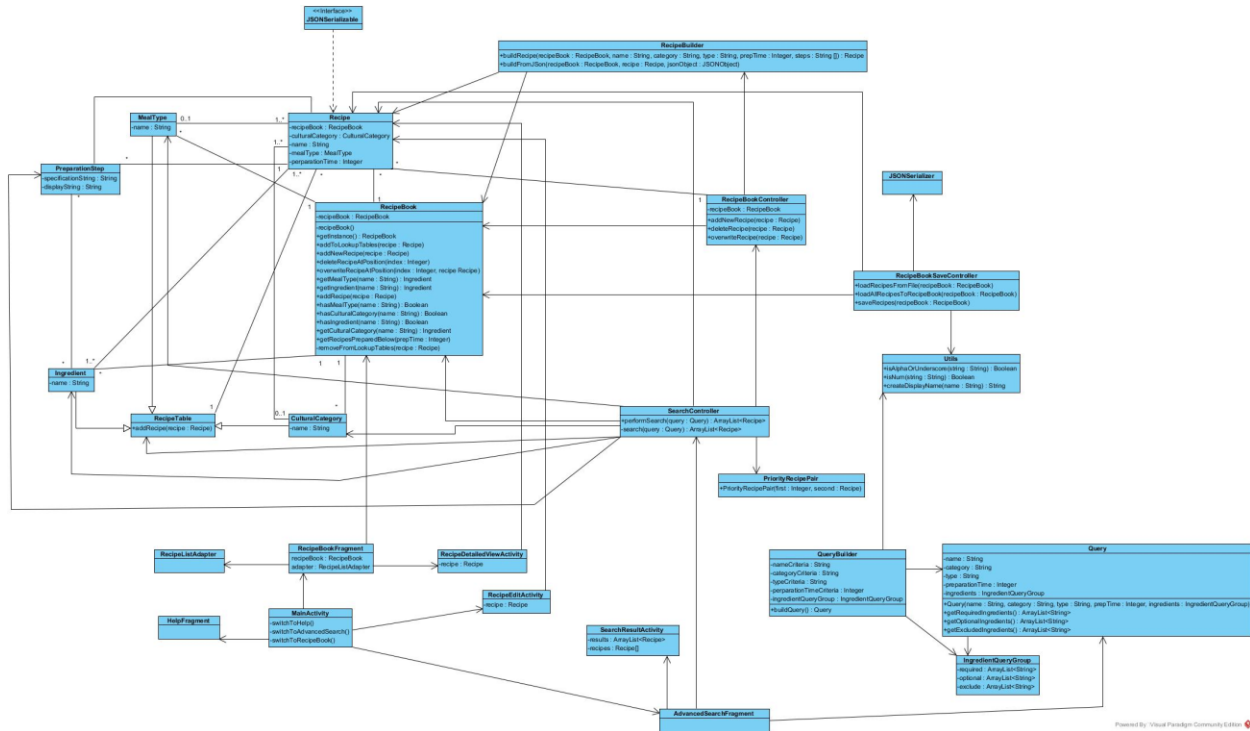 <<Interface>>
JSONSerializable
RecipeBuilder
+buildRecipe(recipeBook : RecipeBook, name : String, category : String, type : String, prepTime : Integer, steps : String []) : Recipe
+buildFromJSon(recipeBook : RecipeBook, recipe : Recipe, jsonObject : JSONObject)
MealType
-name : String
0..1
*
1..*
Recipe
-recipeBook : RecipeBook
-culturalCategory : CulturalCategory
-name : String
-mealType : MealType
-perparationTime : Integer
1..*
PreparationStep
-specificationString : String
-displayString : String
*
*
1
1..*
*
*
*
1
1
1
RecipeBook
-recipeBook : RecipeBook
-recipeBook()
+getInstance() : RecipeBook
+addToLookupTables(recipe : Recipe)
+addNewRecipe(recipe : Recipe)
+deleteRecipeAtPosition(index : Integer)
+overwriteRecipeAtPosition(index : Integer, recipe Recipe)
+getMealType(name : String) : Ingredient
+getIngredient(name : String) : Ingredient
+addRecipe(recipe : Recipe)
+hasMealType(name : String) : Boolean
+hasCulturalCategory(name : String) : Boolean
+hasIngredient(name : String) : Boolean
+getCulturalCategory(name : String) : Ingredient
+getRecipesPreparedBelow(prepTime : Integer)
-removeFromLookupTables(recipe : Recipe)
RecipeBookController
-recipeBook : RecipeBook
+addNewRecipe(recipe : Recipe)
+deleteRecipe(recipe : Recipe)
+overwriteRecipe(recipe : Recipe)
JSONSerializer
RecipeBookSaveController
+loadRecipesFromFile(recipeBook : RecipeBook)
+loadAllRecipesToRecipeBook(recipeBook : RecipeBook)
+saveRecipes(recipeBook : RecipeBook)
Utils
+isAlphaOrUnderscore(string : String) : Boolean
+isNum(string : String) : Boolean
+createDisplayName(name : String) : String
*
1..*
1
1
Ingredient
-name : String
*
RecipeTable
+addRecipe(recipe : Recipe)
1
0..1
*
CulturalCategory
-name : String
SearchController
+performSearch(query : Query) : ArrayList<Recipe>
-search(query : Query) : ArrayList<Recipe>
PriorityRecipePair
+PriorityRecipePair(first : Integer, second : Recipe)
RecipeListAdapter
RecipeBookFragment
recipeBook : RecipeBook
adapter : RecipeListAdapter
RecipeDetailedViewActivity
-recipe : Recipe
RecipeEditActivity
-recipe : Recipe
HelpFragment
MainActivity
-switchToHelp()
-switchToAdvancedSearch()
-switchToRecipeBook()
SearchResultActivity
-results : ArrayList<Recipe>
-recipes : Recipe[]
QueryBuilder
-nameCriteria : String
-categoryCriteria : String
-typeCriteria : String
-perparationTimeCriteria : Integer
-ingredientQueryGroup : IngredientQueryGroup
+buildQuery() : Query
Query
-name : String
-category : String
-type : String
-preparationTime : Integer
-ingredients : IngredientQueryGroup
+Query(name : String, category : String, type : String, prepTime : Integer, ingredients : IngredientQueryGroup)
+getRequiredIngredients() : ArrayList<String>
+getOptionalIngredients() : ArrayList<String>
+getExcludedIngredients() : ArrayList<String>
IngredientQueryGroup
-required : ArrayList<String>
-optional : ArrayList<String>
-exclude : ArrayList<String>
AdvancedSearchFragment
Powered By Visual Paradigm Community Edition